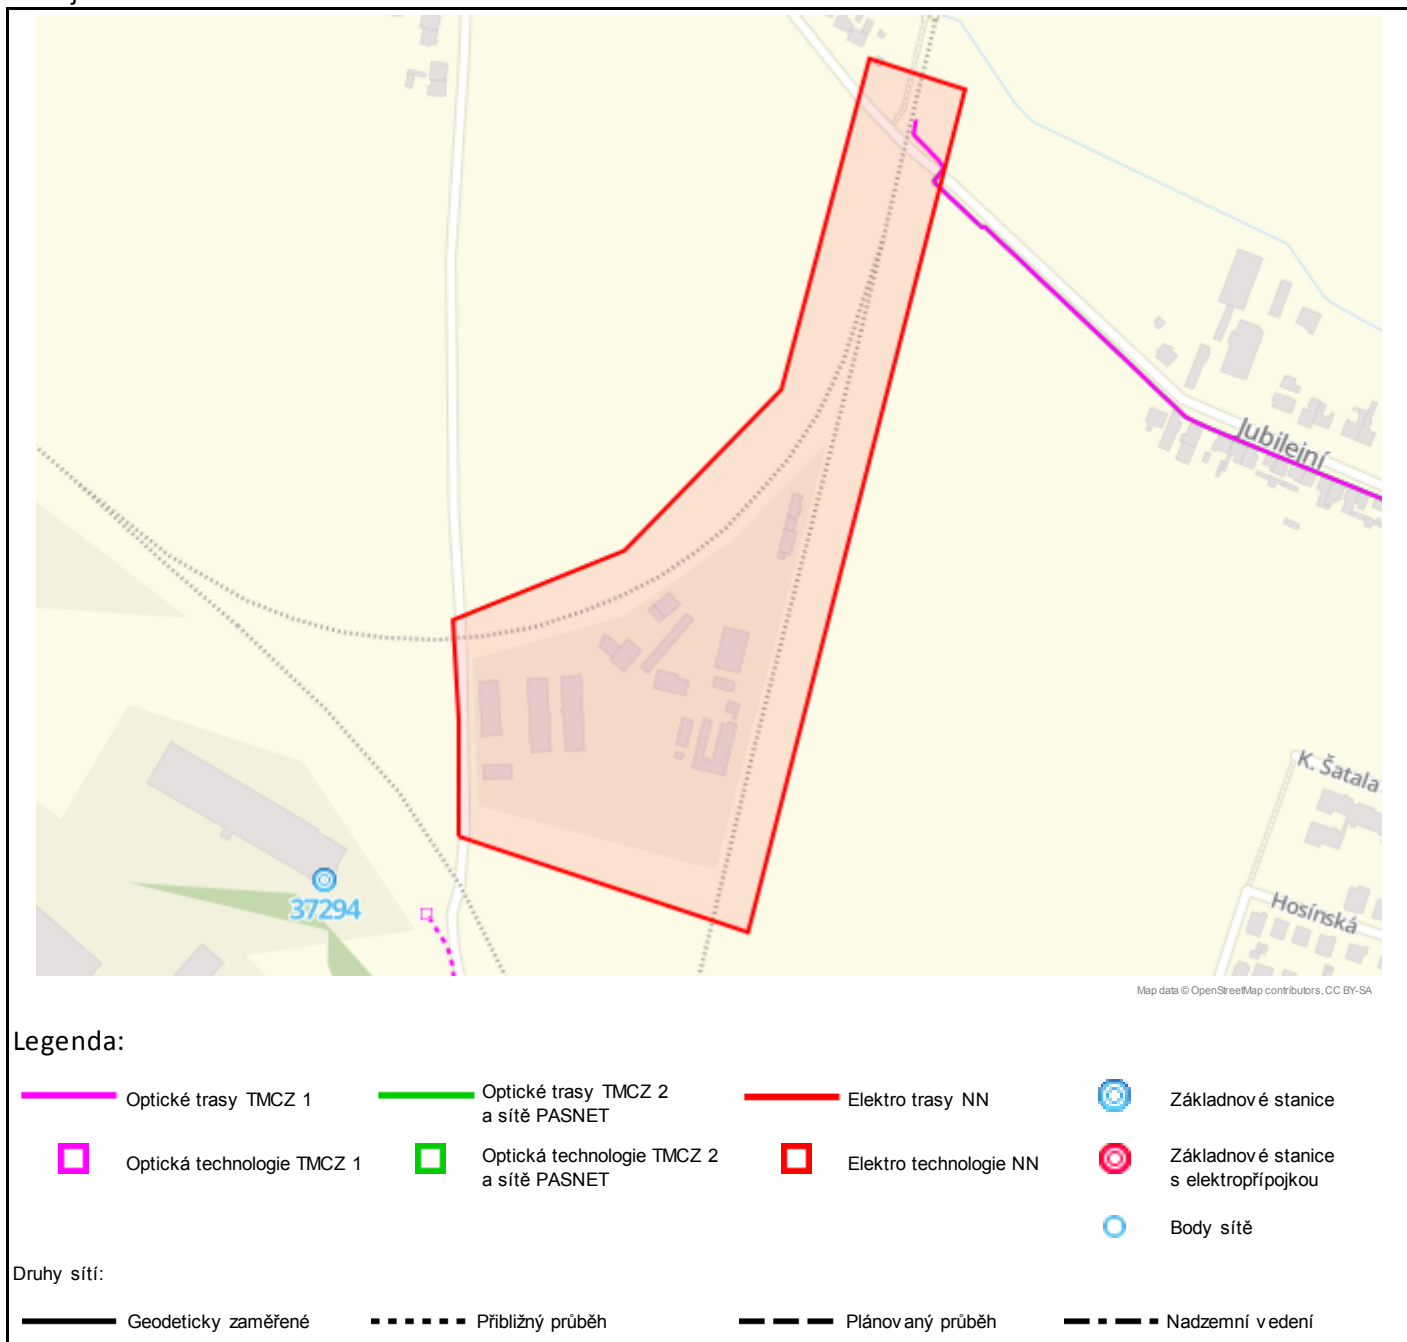 Jubilejní
K. Šatala
Hosínská
37294
Map data © OpenStreetMap contributors, CC BY-SA
Legenda:
Optické trasy TMCZ 1
Optické trasy TMCZ 2
a sítě PASNET
Elektro trasy NN
Základnové stanice
Optická technologie TMCZ 1
Optická technologie TMCZ 2
a sítě PASNET
Elektro technologie NN
Základnové stanice
s elektropřípojkou
Body sítě
Druhy sítí:
Geodeticky zaměřené
Přibližný průběh
Plánovaný průběh
Nadzemní vedení